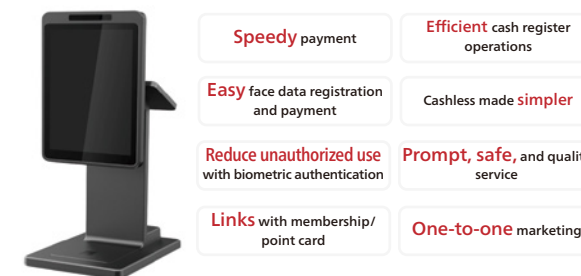 Speedy payment
Efficient cash register
operations
Easy face data registration
and payment
Cashless made simpler
Reduce unauthorized use
with biometric authentication
Prompt, safe, and
service
Links with membership/
point card
One-to-one marketing